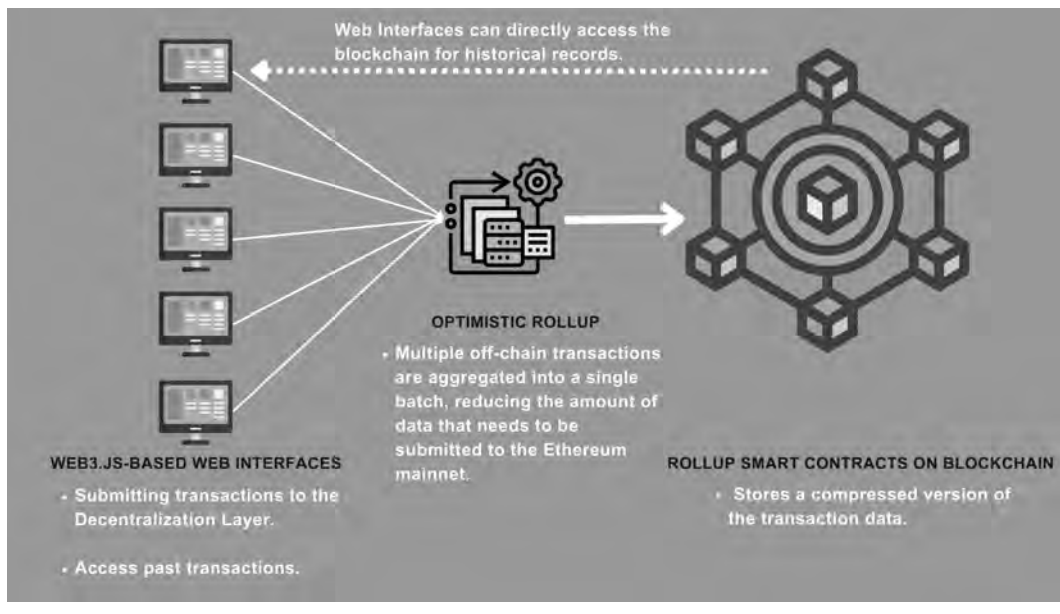 Web Interfaces can directly access the
blockchain for historical records.
OPTIMISTIC ROLLUP
• Multiple off-chain transactions
are aggregated into a single
batch, reducing the amount of
data that needs to be
submitted to the Ethereum
mainnet.
WEB3.JS-BASED WEB INTERFACES
• Submitting transactions to the
Decentralization Layer.
• Access past transactions.
ROLLUP SMART CONTRACTS ON BLOCKCHAIN
• Stores a compressed version of
the transaction data.